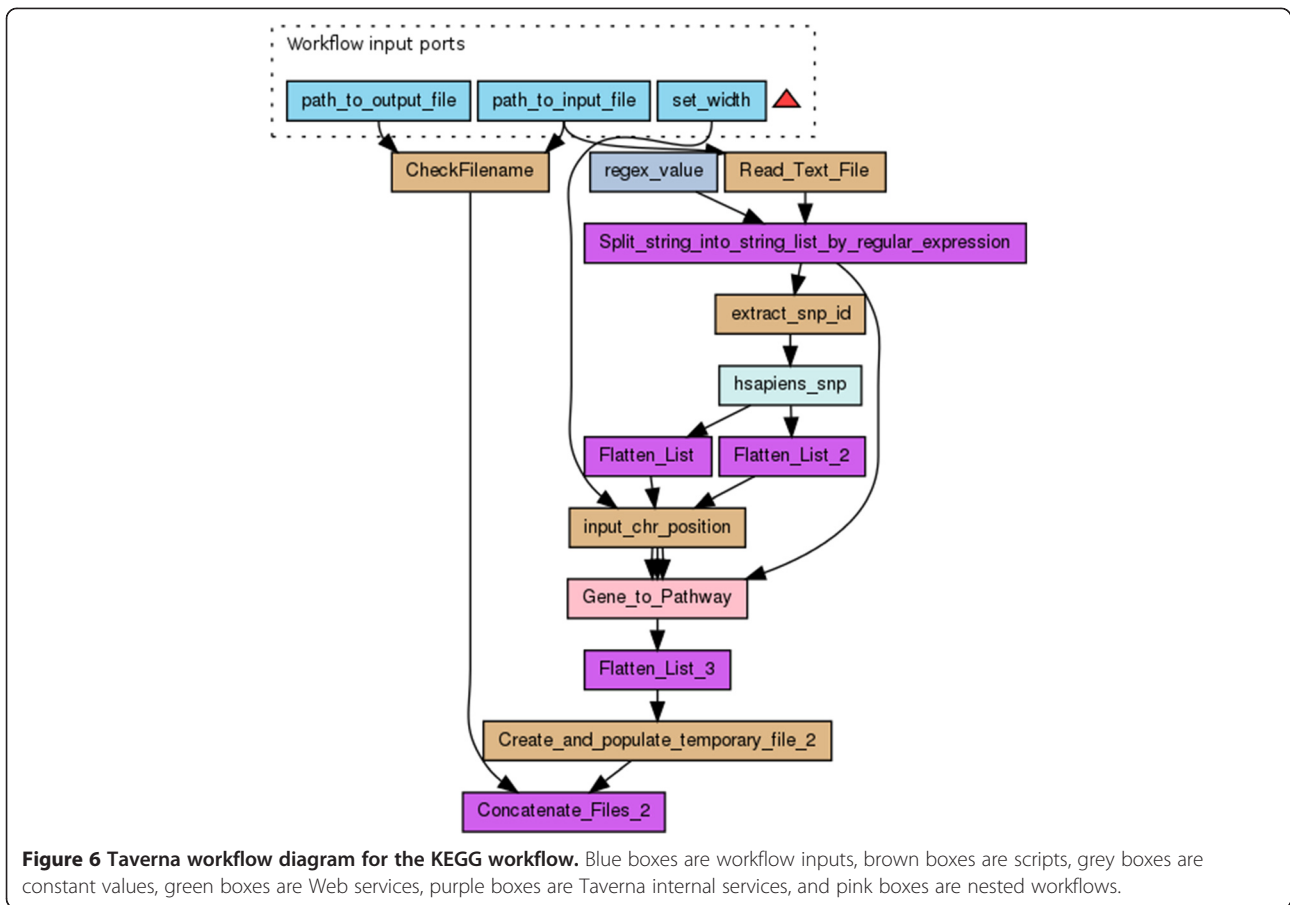 Workflow input ports
path_to_output_file
path_to_input_file
set_width
CheckFilename
regex_value
Read_Text_File
Split_string_into_string_list_by_regular_expression
extract_snp_id
hsapiens_snp
Flatten_List
Flatten_List_2
input_chr_position
Gene_to_Pathway
Flatten_List_3
Create_and_populate_temporary_file_2
Concatenate_Files_2
Figure 6 Taverna workflow diagram for the KEGG workflow. Blue boxes are workflow inputs, brown boxes are scripts, grey boxes are
constant values, green boxes are Web services, purple boxes are Taverna internal services, and pink boxes are nested workflows.